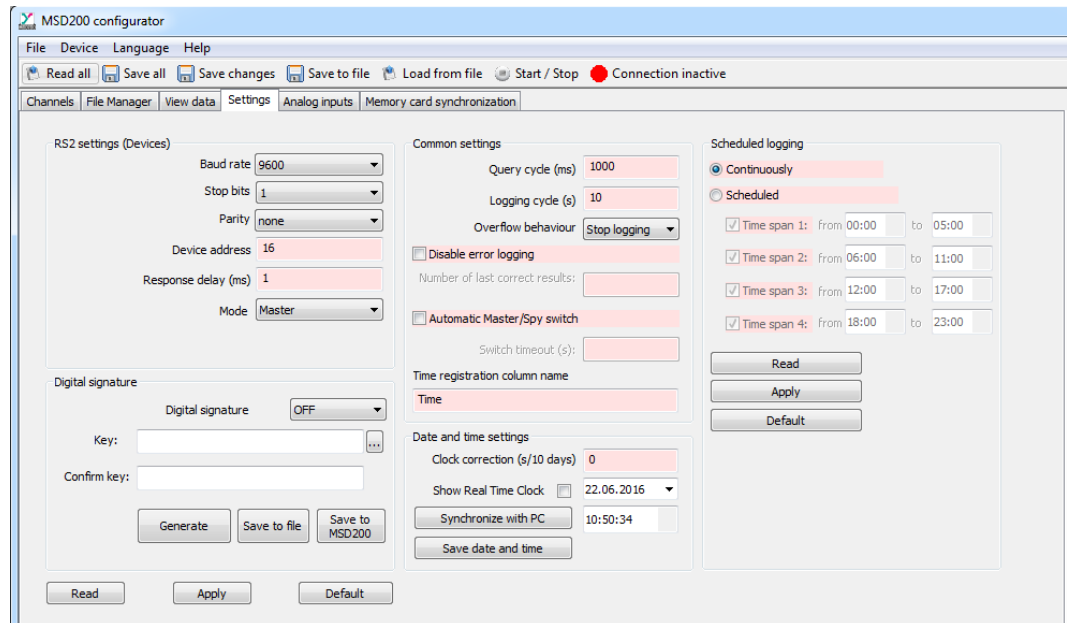 MSD200 configurator
File Device Language Help
Read all Save all Save changes Save to file Load from file Start / Stop Connection inactive
Channels File Manager View data Settings Analog inputs Memory card synchronization
RS2 settings (Devices)
Baud rate 9600
Stop bits 1
Parity none
Device address 16
Response delay (ms) 1
Mode Master
Digital signature
Digital signature OFF
Key: ...
Confirm key:
Generate Save to file Save to
MSD200
Read Apply Default
Common settings
Query cycle (ms) 1000
Logging cycle (s) 10
Overflow behaviour Stop logging
Disable error logging
Number of last correct results:
Automatic Master/Spy switch
Switch timeout (s):
Time registration column name
Time
Date and time settings
Clock correction (s/10 days) 0
Show Real Time Clock 22.06.2016
Synchronize with PC 10:50:34
Save date and time
Scheduled logging
Continuously
Scheduled
Time span 1: from 00:00 to 05:00
Time span 2: from 06:00 to 11:00
Time span 3: from 12:00 to 17:00
Time span 4: from 18:00 to 23:00
Read
Apply
Default